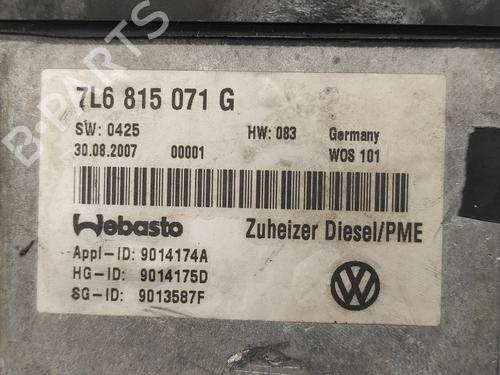 B-PARTS
7L6 815 071 G
SW: 0425 HW: 083 Germany
30.08.2007 00001 WOS 101
Webasto Zuheizer Diesel/PME
Appl-ID: 9014174A
HG-ID: 9014175D
SG-ID: 9013587F